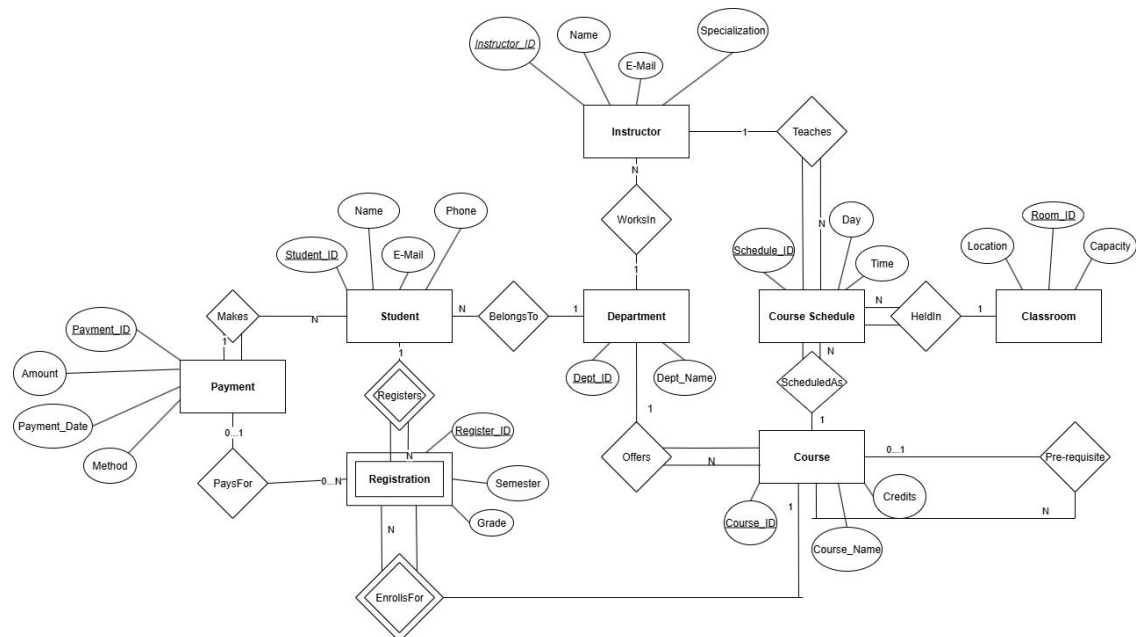 Specialization
Name
Instructor_ID
E-Mail
Instructor
1
Teaches
N
Name
Phone
WorksIn
N
Day
Room_ID
Schedule_ID
Location
Capacity
Student_ID
E-Mail
Time
1
N
Payment_ID
Makes
N
Student
N
BelongsTo
1
Department
Course Schedule
HeldIn
1
Classroom
1
N
Amount
Payment
1
Dept_ID
Dept_Name
ScheduledAs
Registers
Payment_Date
1
1
Register_ID
0...1
Method
N
Offers
N
Course
0...1
Pre-requisite
PaysFor
0...N
Registration
Semester
Credits
1
Grade
Course_ID
N
N
Course_Name
EnrollsFor
1